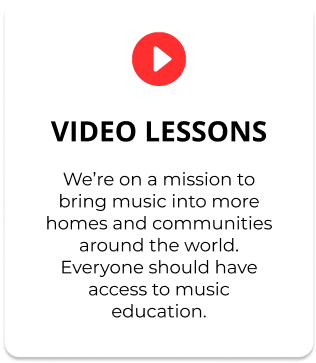 VIDEO LESSONS
We’re on a mission to
bring music into more
homes and communities
around the world.
Everyone should have
access to music
education.